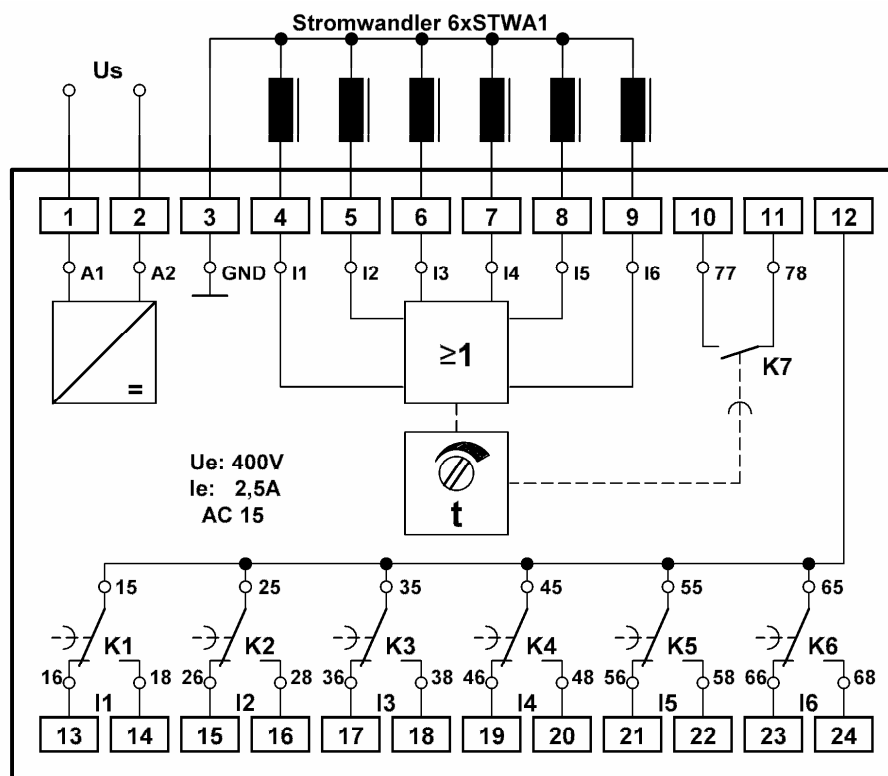 Stromwandler 6xSTWA1
Us
1 2 3 4 5 6 7 8 9 10 11 12
A1 A2 GND I1 I2 I3 I4 I5 I6 77 78
≥1
=
K7
Ue: 400V
Ie: 2,5A
AC 15
t
15 25 35 45 55 65
K1 K2 K3 K4 K5 K6
16 18 26 28 36 38 46 48 56 58 66 68
I1 I2 I3 I4 I5 I6
13 14 15 16 17 18 19 20 21 22 23 24